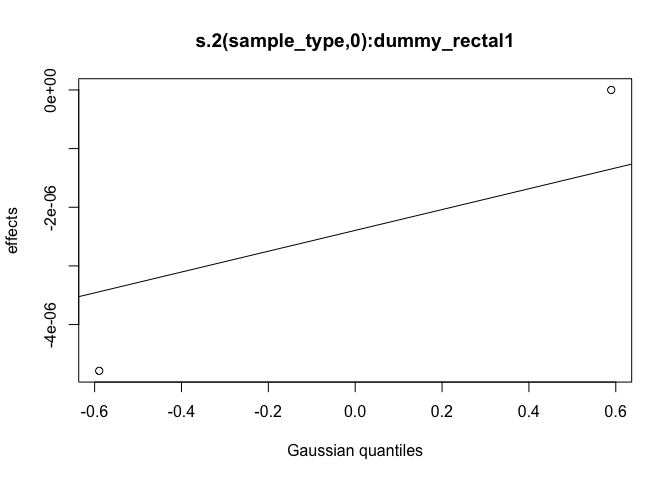 s.2(sample_type,0):dummy_rectal1
effects
0e+00
-2e-06
-4e-06
-0.6 -0.4 -0.2 0.0 0.2 0.4 0.6
Gaussian quantiles